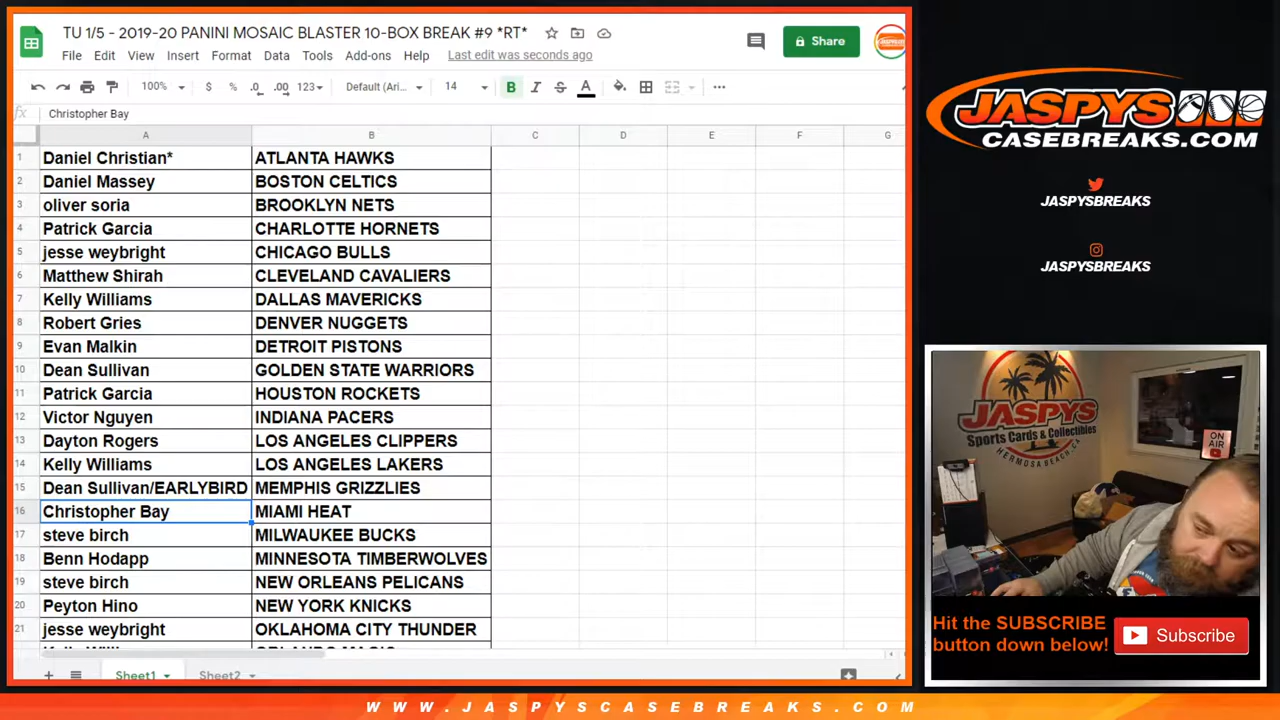 TU 1/5 - 2019-20 PANINI MOSAIC BLASTER 10-BOX BREAK #9 *RT*
File Edit View Insert Format Data Tools Add-ons Help Last edit was seconds ago
Share
100% $ % .0 .00 123 Default (Ari... 14 B I S A
fx Christopher Bay
A B C D E F G
1 Daniel Christian* ATLANTA HAWKS
2 Daniel Massey BOSTON CELTICS
3 oliver soria BROOKLYN NETS
4 Patrick Garcia CHARLOTTE HORNETS
5 jesse weybright CHICAGO BULLS
6 Matthew Shirah CLEVELAND CAVALIERS
7 Kelly Williams DALLAS MAVERICKS
8 Robert Gries DENVER NUGGETS
9 Evan Malkin DETROIT PISTONS
10 Dean Sullivan GOLDEN STATE WARRIORS
11 Patrick Garcia HOUSTON ROCKETS
12 Victor Nguyen INDIANA PACERS
13 Dayton Rogers LOS ANGELES CLIPPERS
14 Kelly Williams LOS ANGELES LAKERS
15 Dean Sullivan/EARLYBIRD MEMPHIS GRIZZLIES
16 Christopher Bay MIAMI HEAT
17 steve birch MILWAUKEE BUCKS
18 Benn Hodapp MINNESOTA TIMBERWOLVES
19 steve birch NEW ORLEANS PELICANS
20 Peyton Hino NEW YORK KNICKS
21 jesse weybright OKLAHOMA CITY THUNDER
Sheet1 Sheet2
JASPYS
CASEBREAKS.COM
JASPYSBREAKS
JASPYSBREAKS
JASPYS
Sports Cards & Collectibles
HERMOSA BEACH, CA
ON
AIR
Hit the SUBSCRIBE
button down below!
Subscribe
WWW.JASPYSCASEBREAKS.COM